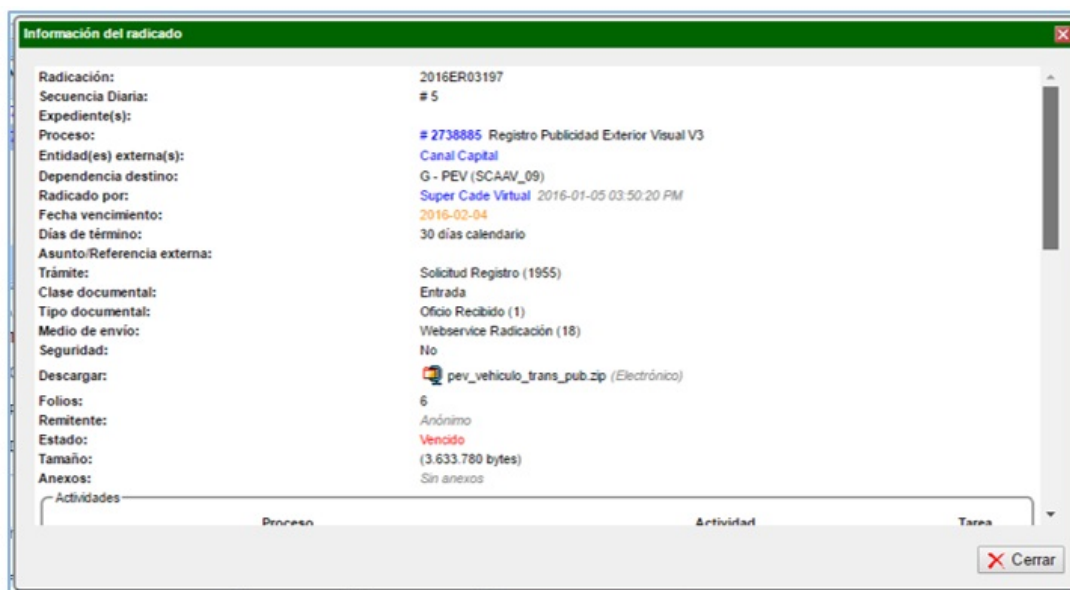 Información del radicado
Radicación: 2016ER03197
Secuencia Diaria: # 5
Expediente(s):
Proceso: # 2738885 Registro Publicidad Exterior Visual V3
Entidad(es) externa(s): Canal Capital
Dependencia destino: G - PEV (SCAAV_09)
Radicado por: Super Cade Virtual 2016-01-05 03:50:20 PM
Fecha vencimiento: 2016-02-04
Días de término: 30 días calendario
Asunto/Referencia externa:
Trámite: Solicitud Registro (1955)
Clase documental: Entrada
Tipo documental: Oficio Recibido (1)
Medio de envío: Webservice Radicación (18)
Seguridad: No
Descargar: pev_vehiculo_trans_pub.zip (Electrónico)
Folios: 6
Remitente: Anónimo
Estado: Vencido
Tamaño: (3.633.780 bytes)
Anexos: Sin anexos
Actividades
Proceso Actividad Tarea
Cerrar